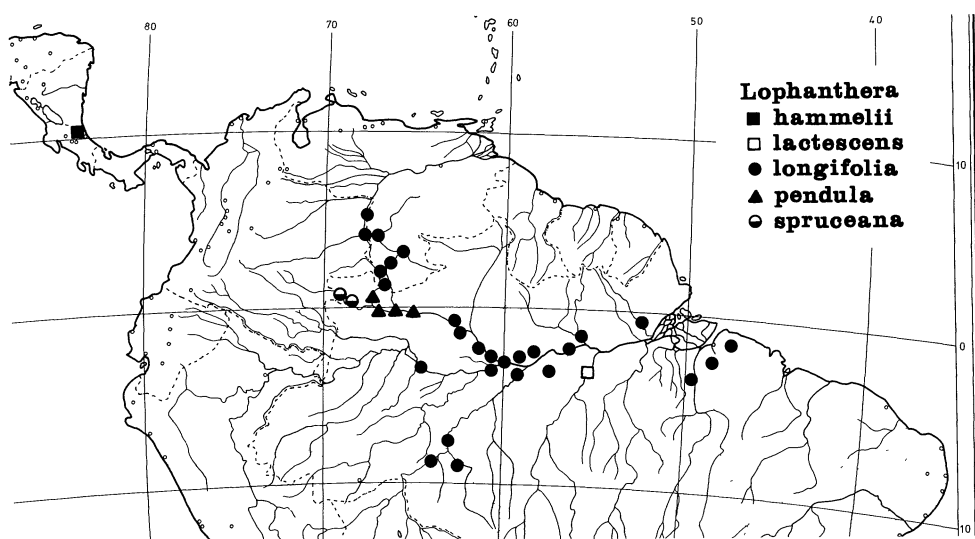 80
70
60
50
40
Lophanthera
hammelii
lactescens
longifolia
pendula
spruceana
10
0
10